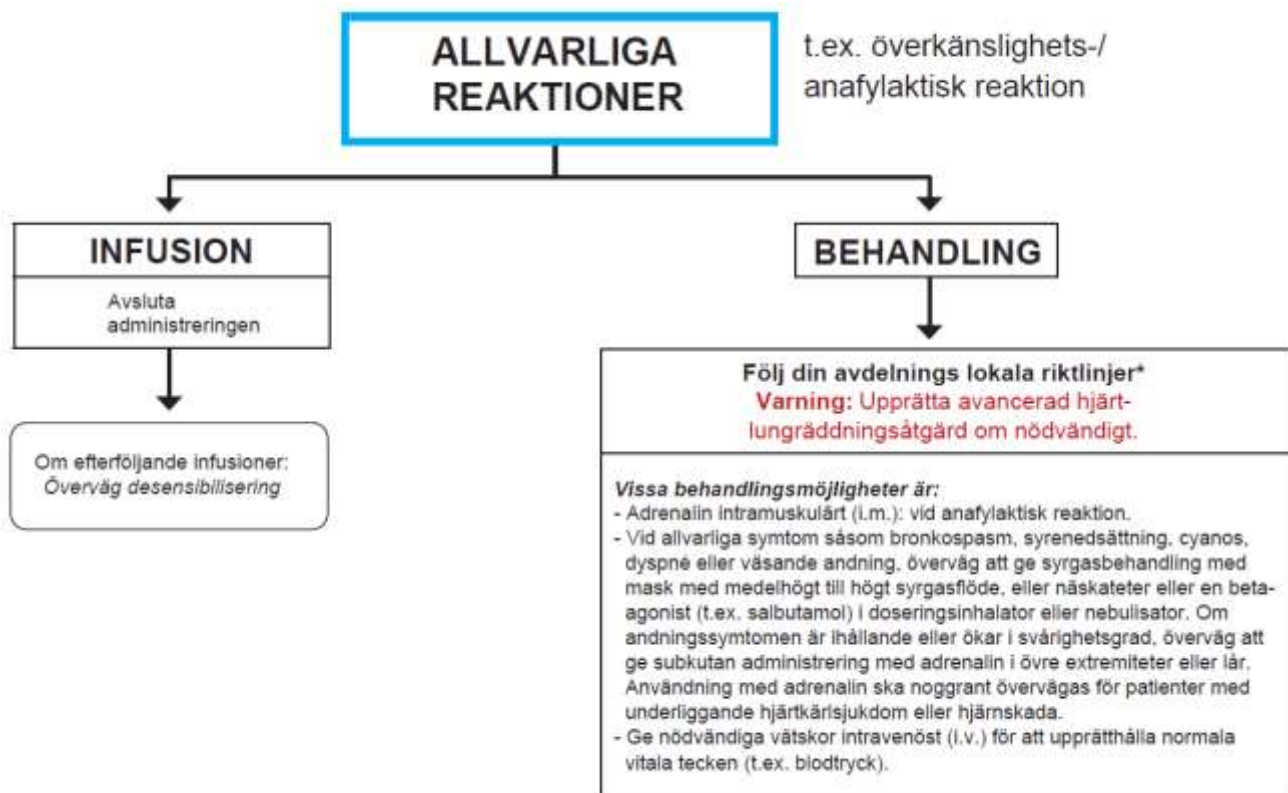 ALLVARLIGA
REAKTIONER
t.ex. överkänslighets-/
anafylaktisk reaktion
INFUSION
Avsluta
administreringen
Om efterföljande infusioner:
Överväg desensibilisering
BEHANDLING
Följ din avdelnings lokala riktlinjer*
Varning: Upprätta avancerad hjärt-
lungräddningsåtgärd om nödvändigt.
Vissa behandlingsmöjligheter är:
- Adrenalin intramuskulärt (i.m.): vid anafylaktisk reaktion.
- Vid allvarliga symtom såsom bronkospasm, syrenedsättning, cyanos,
dyspné eller väsande andning, överväg att ge syrgasbehandling med
mask med medelhögt till högt syrgasflöde, eller näskateter eller en beta-
agonist (t.ex. salbutamol) i doseringsinhalator eller nebulisator. Om
andningssymtomen är ihållande eller ökar i svårighetsgrad, överväg att
ge subkutan administrering med adrenalin i övre extremiteter eller lår.
Användning med adrenalin ska noggrant övervägas för patienter med
underliggande hjärtkärlsjukdom eller hjärnskada.
- Ge nödvändiga vätskor intravenöst (i.v.) för att upprätthålla normala
vitala tecken (t.ex. blodtryck).